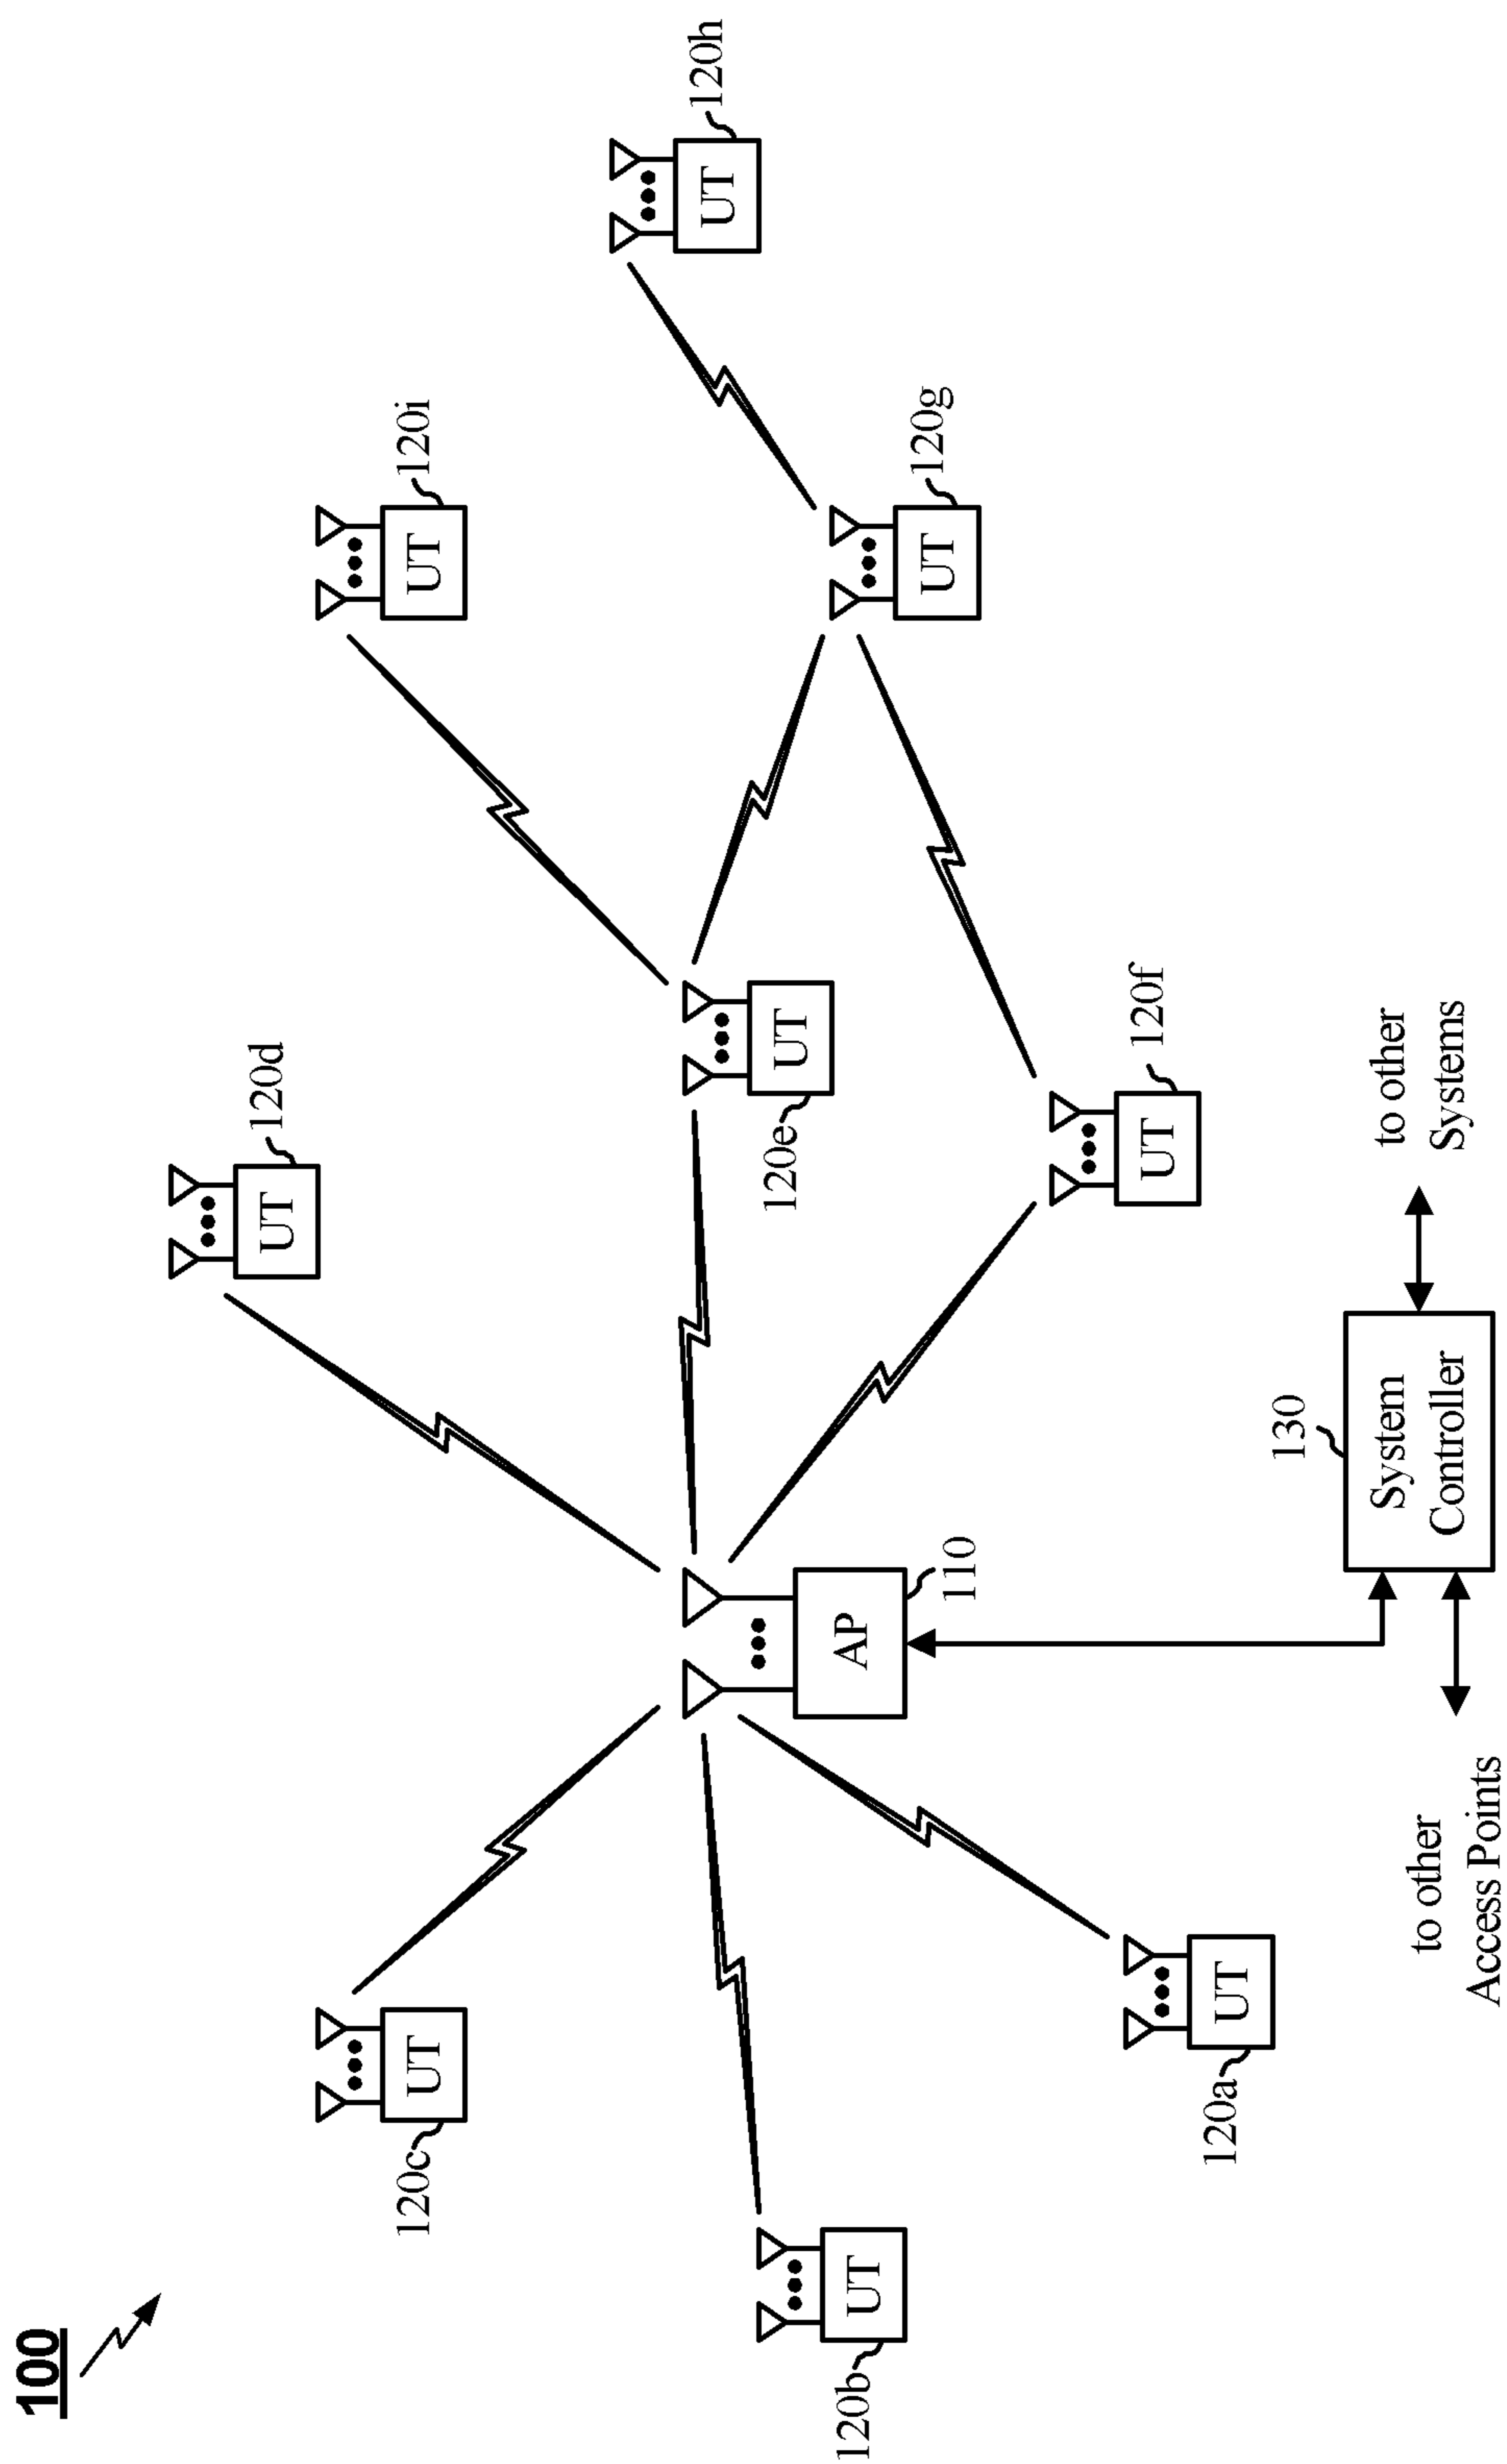 100
UT
120d
UT
120c
UT
120i
UT
120h
UT
120b
AP
110
UT
120e
UT
120g
UT
120a
UT
120f
130
System
Controller
to other
Access Points
to other
Systems